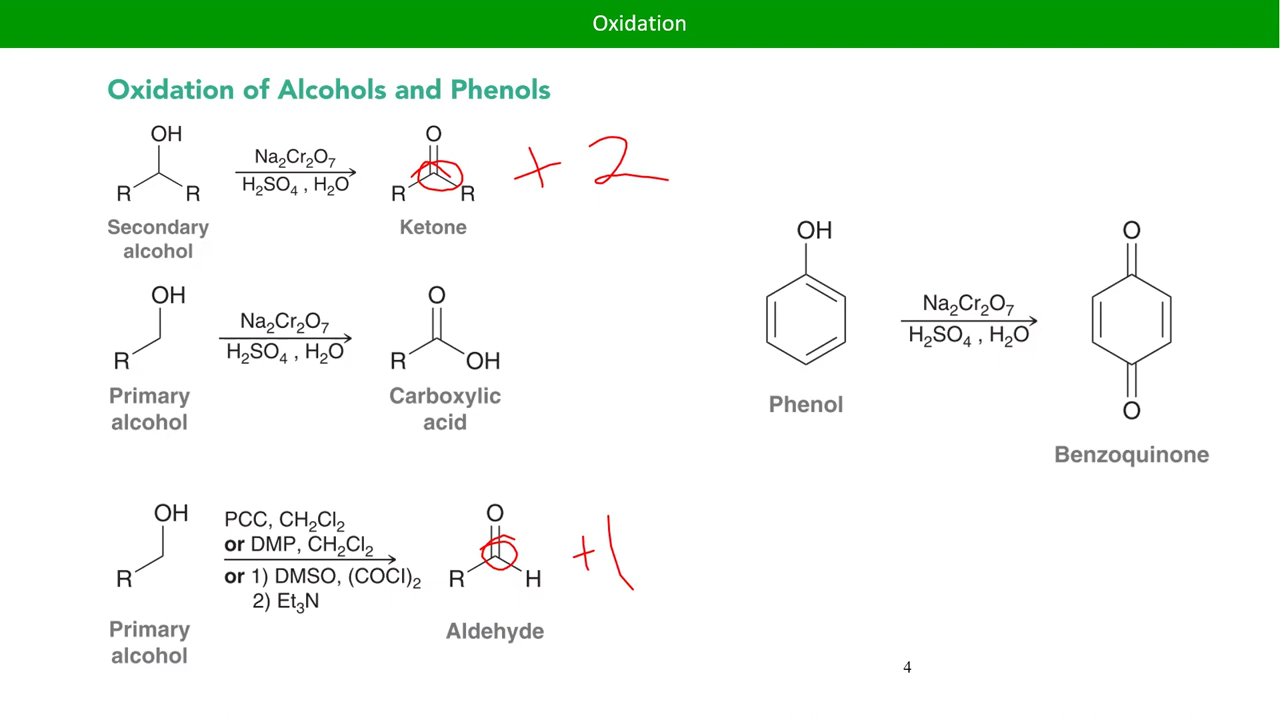 Oxidation
Oxidation of Alcohols and Phenols
OH
R R
Secondary
alcohol
Na₂Cr₂O₇
H₂SO₄ , H₂O
O
R R
Ketone
+ 2
OH
R
Primary
alcohol
Na₂Cr₂O₇
H₂SO₄ , H₂O
O
R OH
Carboxylic
acid
OH
R
Primary
alcohol
PCC, CH₂Cl₂
or DMP, CH₂Cl₂
or 1) DMSO, (COCl)₂
2) Et₃N
O
R H
Aldehyde
+1
OH
Phenol
Na₂Cr₂O₇
H₂SO₄ , H₂O
O
O
Benzoquinone
4